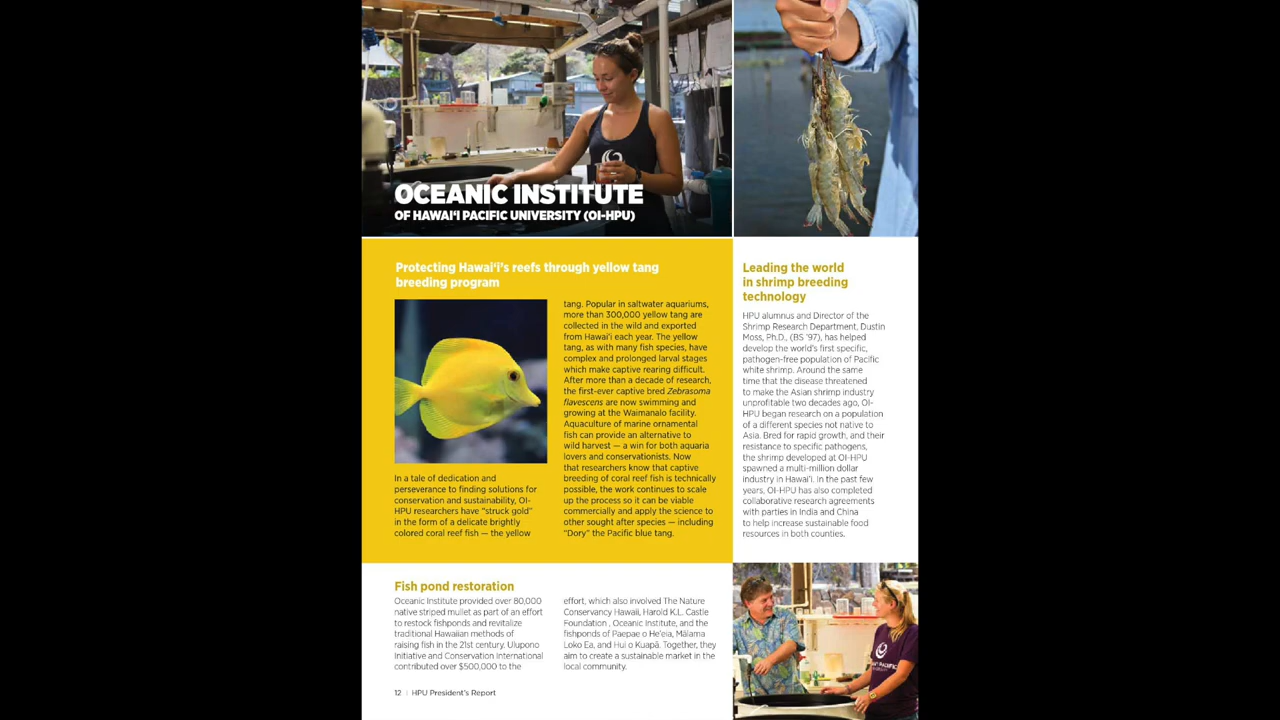 OCEANIC INSTITUTE
OF HAWAI‘I PACIFIC UNIVERSITY (OI-HPU)
Protecting Hawai‘i’s reefs through yellow tang
breeding program
In a tale of dedication and
perseverance to finding solutions for
conservation and sustainability, OI-
HPU researchers have “struck gold”
in the form of a delicate brightly
colored coral reef fish — the yellow
tang. Popular in saltwater aquariums,
more than 300,000 yellow tang are
collected in the wild and exported
from Hawai‘i each year. The yellow
tang, as with many fish species, have
complex and prolonged larval stages
which make captive rearing difficult.
After more than a decade of research,
the first-ever captive bred Zebrasoma
flavescens are now swimming and
growing at the Waimanalo facility.
Aquaculture of marine ornamental
fish can provide an alternative to
wild harvest — a win for both aquaria
lovers and conservationists. Now
that researchers know that captive
breeding of coral reef fish is technically
possible, the work continues to scale
up the process so it can be viable
commercially and apply the science to
other sought after species — including
“Dory” the Pacific blue tang.
Leading the world
in shrimp breeding
technology
HPU alumnus and Director of the
Shrimp Research Department, Dustin
Moss, Ph.D., (BS ’97), has helped
develop the world’s first specific,
pathogen-free population of Pacific
white shrimp. Around the same
time that the disease threatened
to make the Asian shrimp industry
unprofitable two decades ago, OI-
HPU began research on a population
of a different species not native to
Asia. Bred for rapid growth, and their
resistance to specific pathogens,
the shrimp developed at OI-HPU
spawned a multi-million dollar
industry in Hawai‘i. In the past few
years, OI-HPU has also completed
collaborative research agreements
with parties in India and China
to help increase sustainable food
resources in both counties.
Fish pond restoration
Oceanic Institute provided over 80,000
native striped mullet as part of an effort
to restock fishponds and revitalize
traditional Hawaiian methods of
raising fish in the 21st century. Ulupono
Initiative and Conservation International
contributed over $500,000 to the
effort, which also involved The Nature
Conservancy Hawaii, Harold K.L. Castle
Foundation , Oceanic Institute, and the
fishponds of Paepae o He‘eia, Mālama
Loko Ea, and Hui o Kuapā. Together, they
aim to create a sustainable market in the
local community.
12 | HPU President’s Report